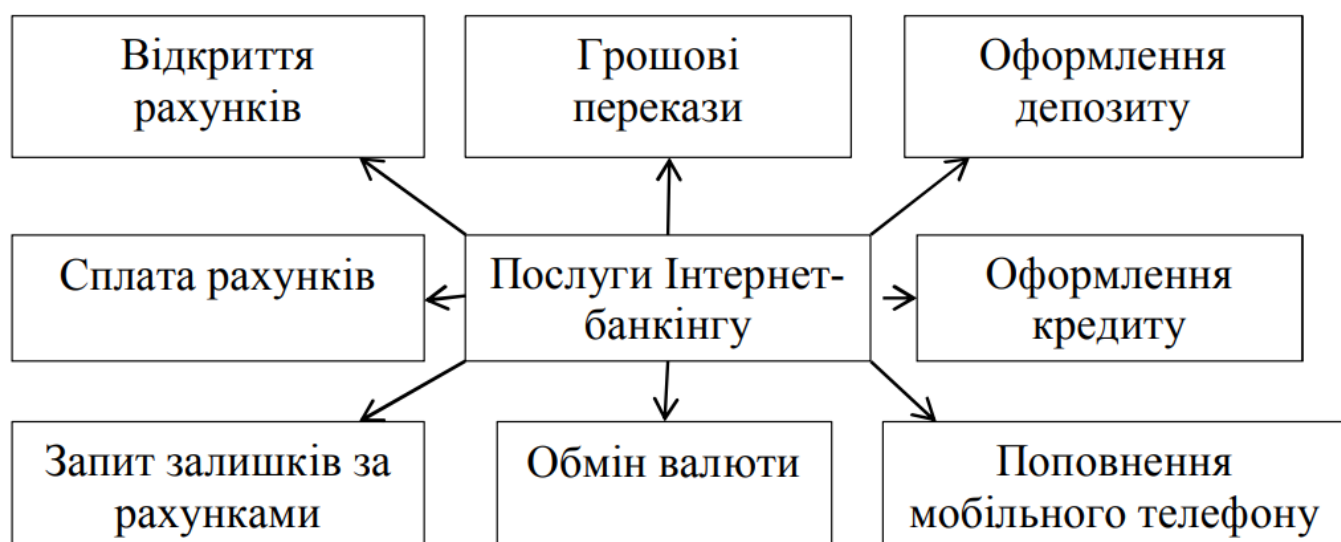 Відкриття
рахунків
Грошові
перекази
Оформлення
депозиту
Сплата рахунків
Послуги Інтернет-
банкінгу
Оформлення
кредиту
Запит залишків за
рахунками
Обмін валюти
Поповнення
мобільного телефону